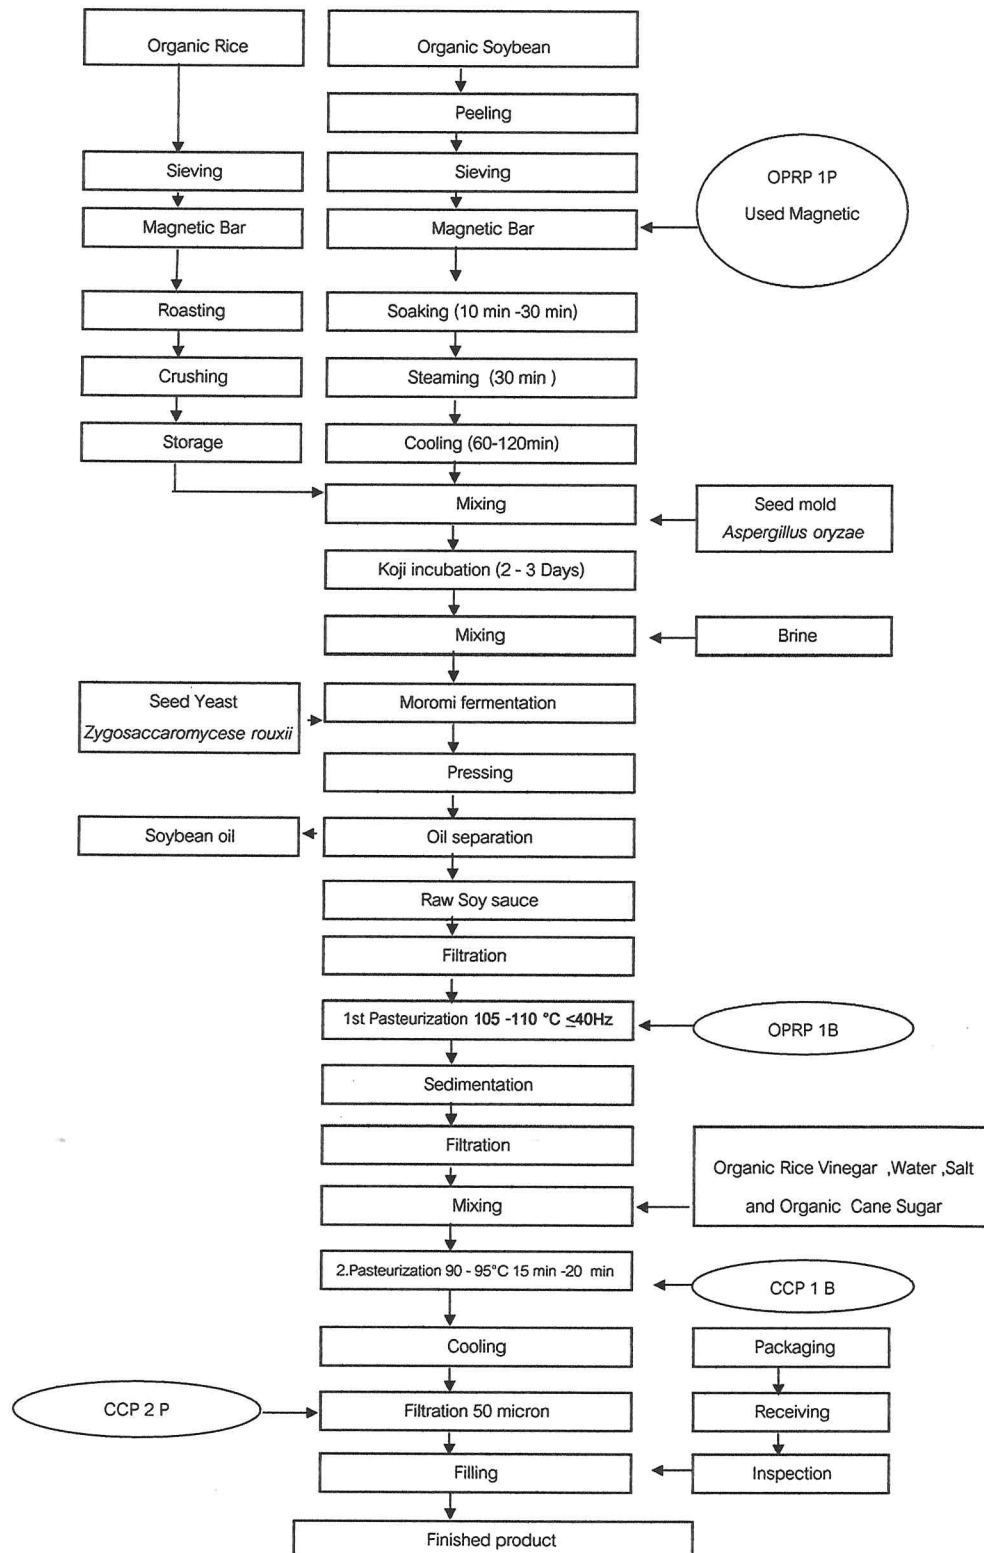 Organic Rice
Organic Soybean
Peeling
Sieving
Sieving
OPRP 1P
Used Magnetic
Magnetic Bar
Magnetic Bar
Roasting
Soaking (10 min -30 min)
Crushing
Steaming (30 min )
Storage
Cooling (60-120min)
Mixing
Seed mold
Aspergillus oryzae
Koji incubation (2 - 3 Days)
Mixing
Brine
Seed Yeast
Zygosaccaromycese rouxii
Moromi fermentation
Pressing
Soybean oil
Oil separation
Raw Soy sauce
Filtration
1st Pasteurization 105 -110 °C ≤40Hz
OPRP 1B
Sedimentation
Filtration
Organic Rice Vinegar ,Water ,Salt
and Organic Cane Sugar
Mixing
2.Pasteurization 90 - 95°C 15 min -20 min
CCP 1 B
Cooling
Packaging
CCP 2 P
Filtration 50 micron
Receiving
Filling
Inspection
Finished product